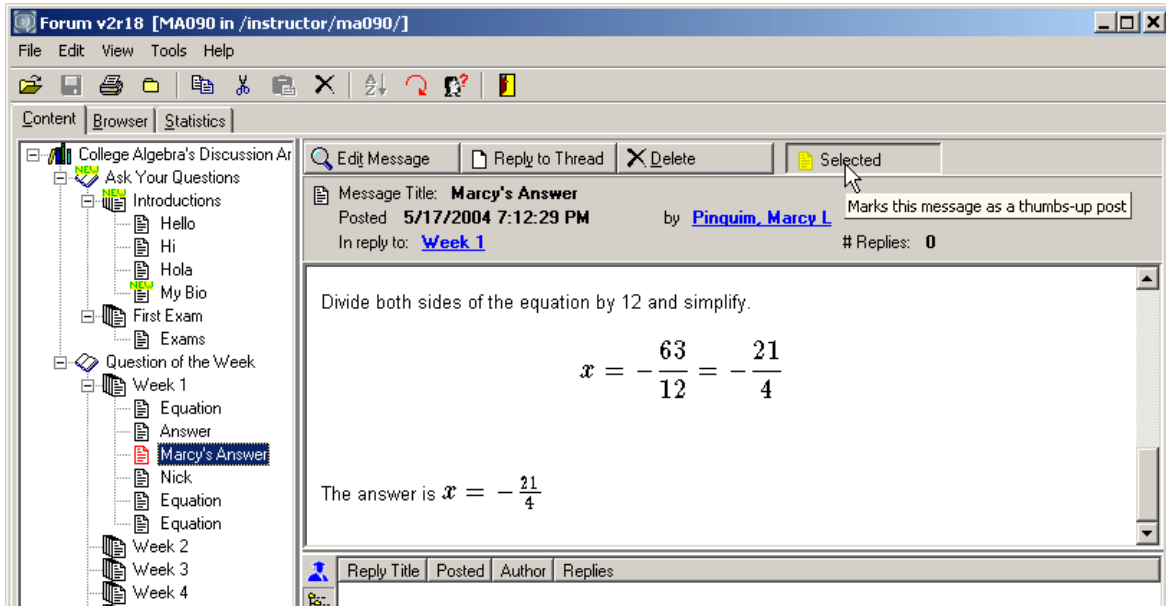 Forum v2r18 [MA090 in /instructor/ma090/]
File Edit View Tools Help
Content Browser Statistics
College Algebra's Discussion Ar
Ask Your Questions
NEW
Introductions
NEW
Hello
Hi
Hola
My Bio
NEW
First Exam
Exams
Question of the Week
Week 1
Equation
Answer
Marcy's Answer
Nick
Equation
Equation
Week 2
Week 3
Week 4
Edit Message Reply to Thread Delete Selected
Message Title: Marcy's Answer
Marks this message as a thumbs-up post
Posted 5/17/2004 7:12:29 PM by Pinquim, Marcy L
In reply to: Week 1 # Replies: 0
Divide both sides of the equation by 12 and simplify.
x = −63/12 = −21/4
The answer is x = −21/4
Reply Title Posted Author Replies